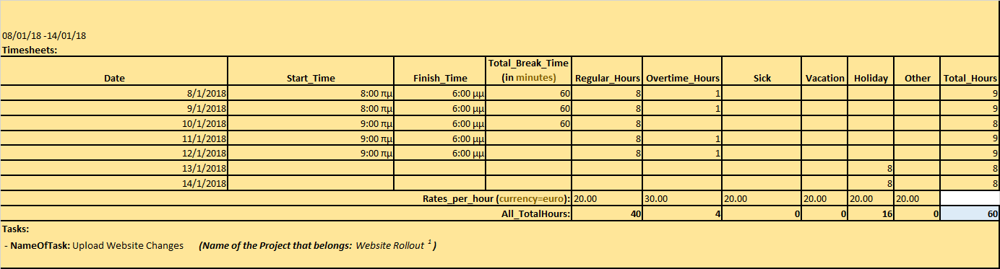 08/01/18 -14/01/18
Timesheets:
Date Start_Time Finish_Time Total_Break_Time (in minutes) Regular_Hours Overtime_Hours Sick Vacation Holiday Other Total_Hours
8/1/2018 8:00 πμ 6:00 μμ 60 8 1 9
9/1/2018 8:00 πμ 6:00 μμ 60 8 1 9
10/1/2018 9:00 πμ 6:00 μμ 60 8 8
11/1/2018 9:00 πμ 6:00 μμ 8 1 9
12/1/2018 9:00 πμ 6:00 μμ 8 1 9
13/1/2018 8 8
14/1/2018 8 8
Rates_per_hour (currency=euro): 20.00 30.00 20.00 20.00 20.00 20.00
All_TotalHours: 40 4 0 0 16 0 60
Tasks:
- NameOfTask: Upload Website Changes (Name of the Project that belongs: Website Rollout ¹ )